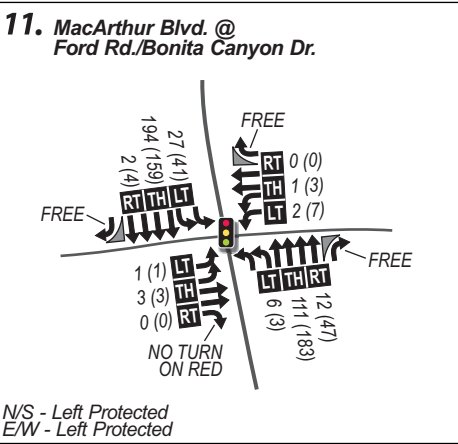 11. MacArthur Blvd. @
Ford Rd./Bonita Canyon Dr.
FREE
27 (41)
194 (159)
2 (4)
RT TH LT
FREE
RT 0 (0)
TH 1 (3)
LT 2 (7)
1 (1) LT
3 (3) TH
0 (0) RT
NO TURN
ON RED
FREE
LT TH RT
6 (3)
111 (183)
12 (47)
N/S - Left Protected
E/W - Left Protected